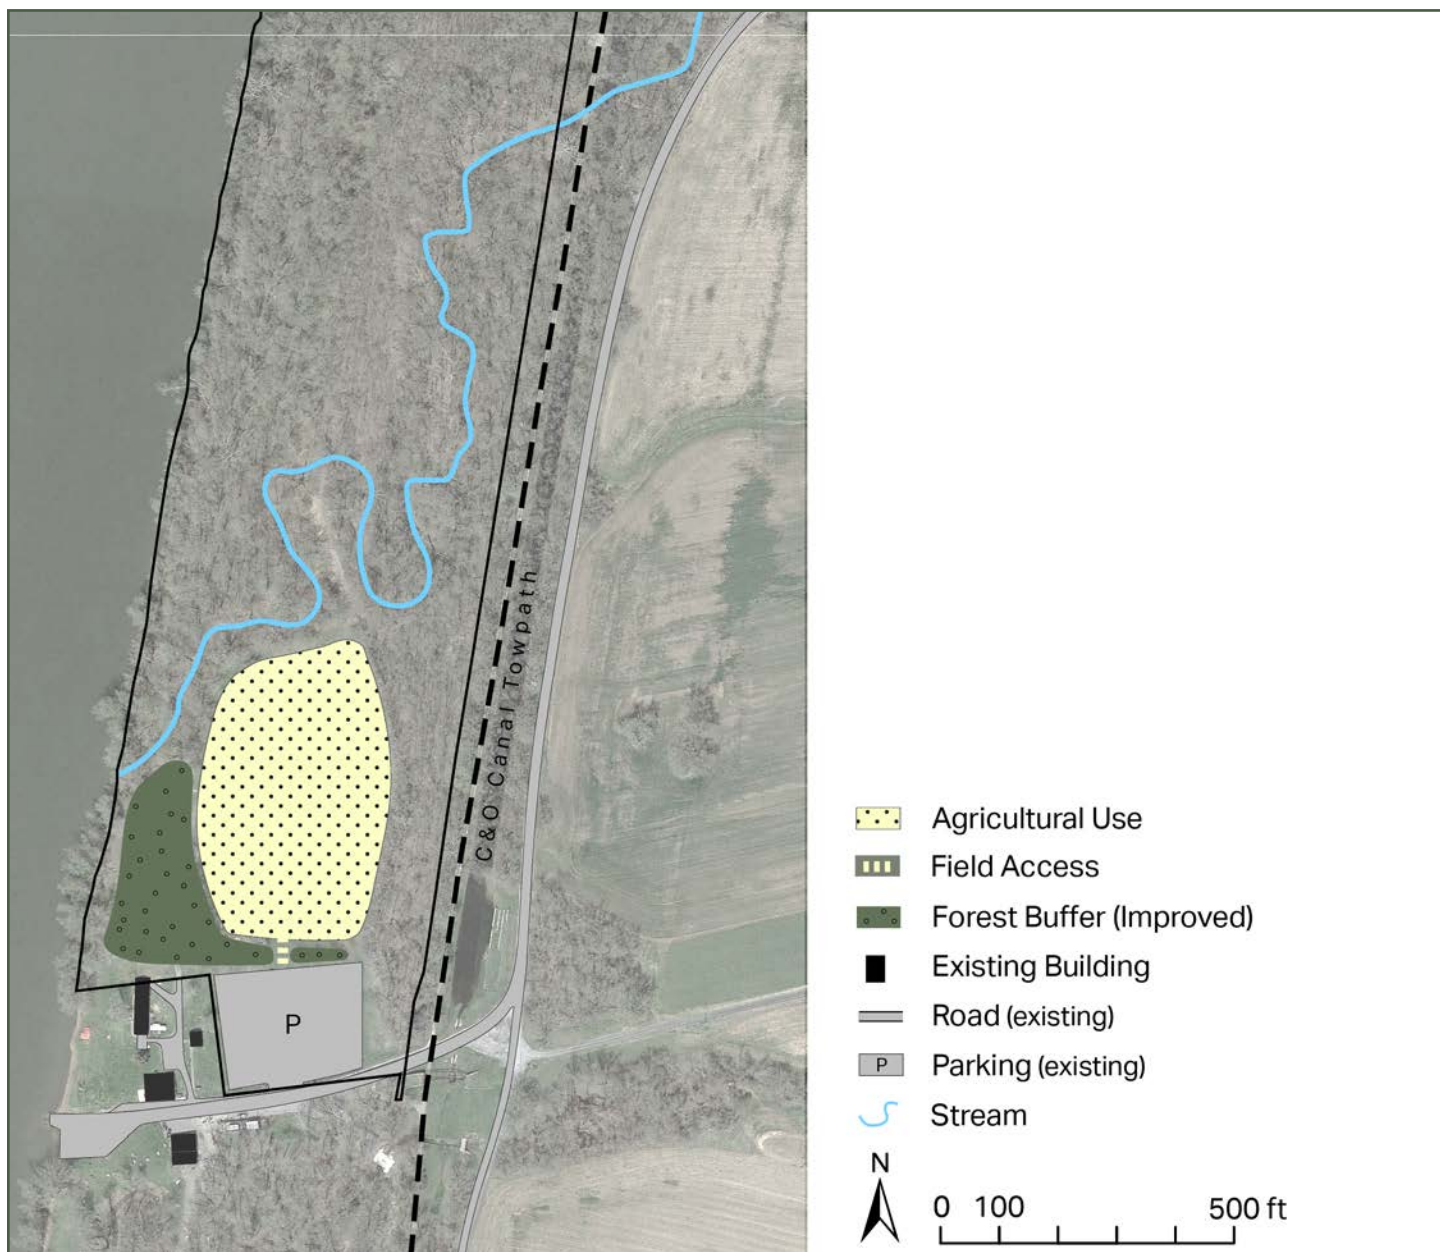 C&O Canal Towpath
P
Agricultural Use
Field Access
Forest Buffer (Improved)
Existing Building
Road (existing)
P Parking (existing)
Stream
N
0 100 500 ft